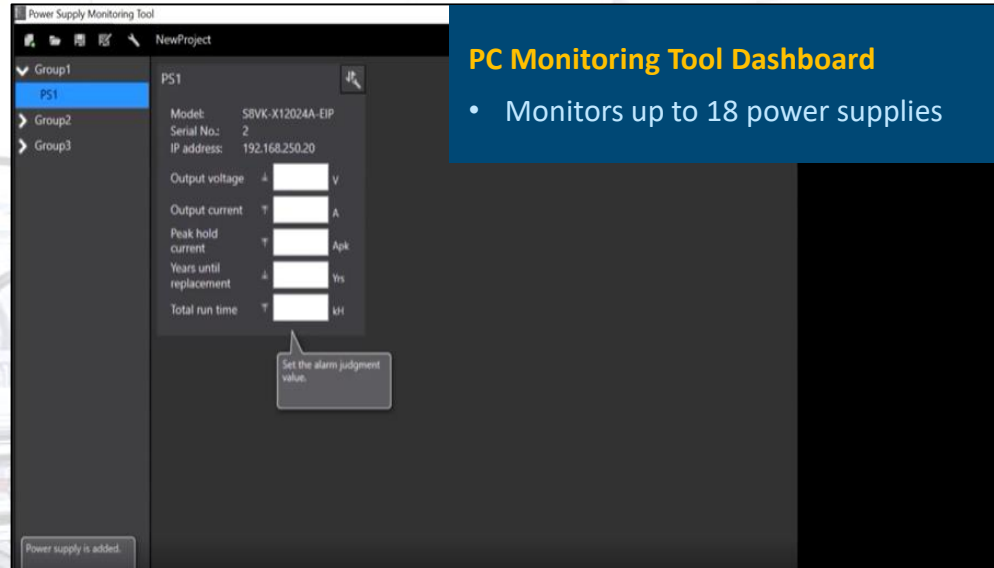 Power Supply Monitoring Tool
NewProject
Group1
PS1
Group2
Group3
PS1
Model: S8VK-X12024A-EIP
Serial No.: 2
IP address: 192.168.250.20
Output voltage V
Output current A
Peak hold
current Apk
Years until
replacement Yrs
Total run time kH
Set the alarm judgment
value.
Power supply is added.
PC Monitoring Tool Dashboard
• Monitors up to 18 power supplies